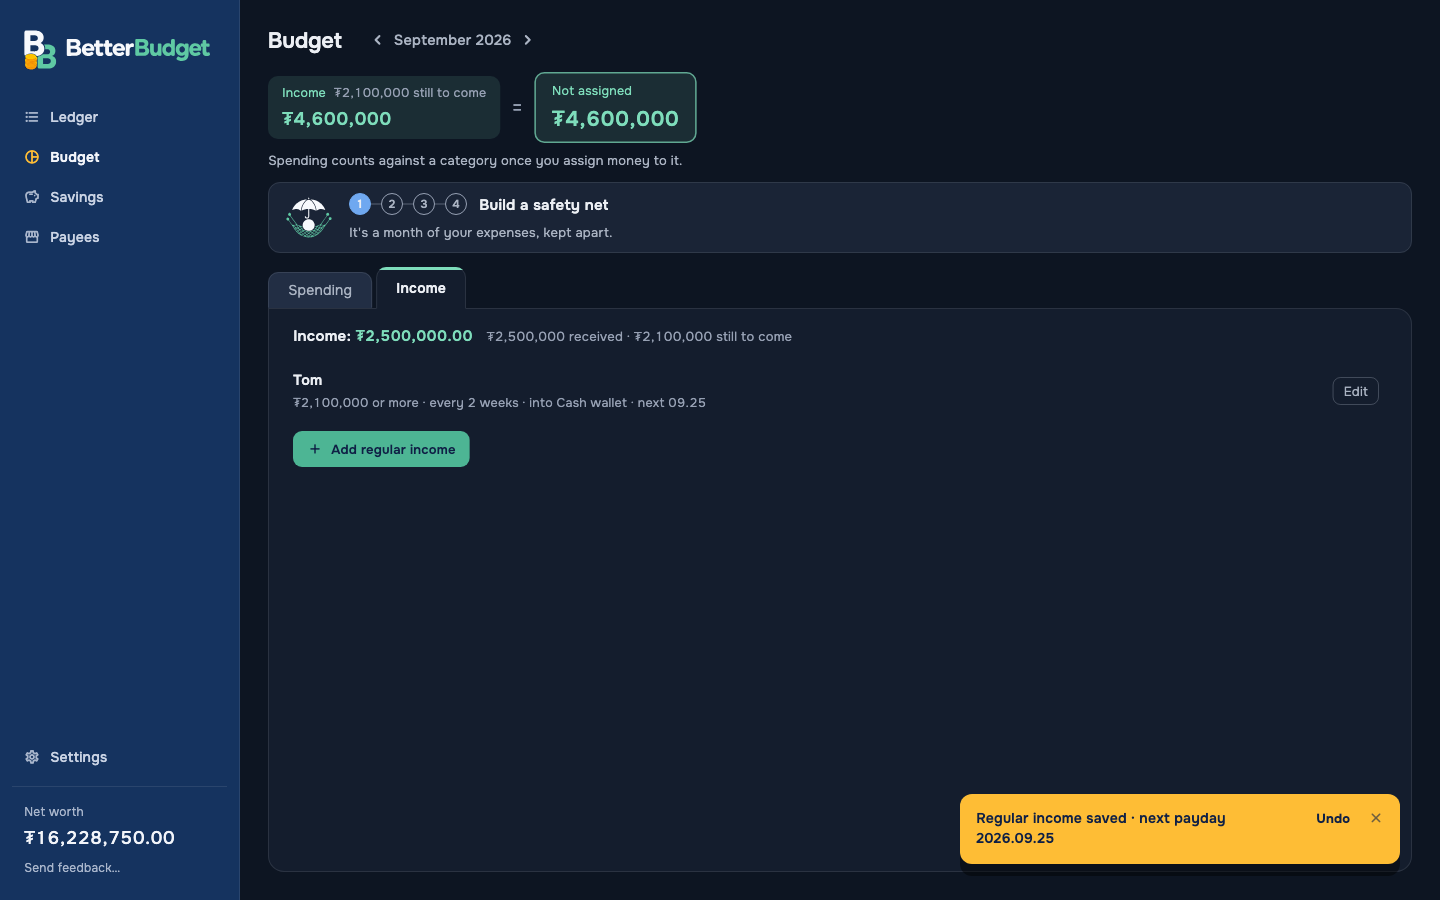 BetterBudget
Ledger
Budget
Savings
Payees
Settings
Net worth
₮16,228,750.00
Send feedback...
Budget
September 2026
Income ₮2,100,000 still to come
₮4,600,000
=
Not assigned
₮4,600,000
Spending counts against a category once you assign money to it.
1 2 3 4 Build a safety net
It's a month of your expenses, kept apart.
Spending
Income
Income: ₮2,500,000.00 ₮2,500,000 received · ₮2,100,000 still to come
Tom
₮2,100,000 or more · every 2 weeks · into Cash wallet · next 09.25
Edit
+ Add regular income
Regular income saved · next payday
2026.09.25
Undo